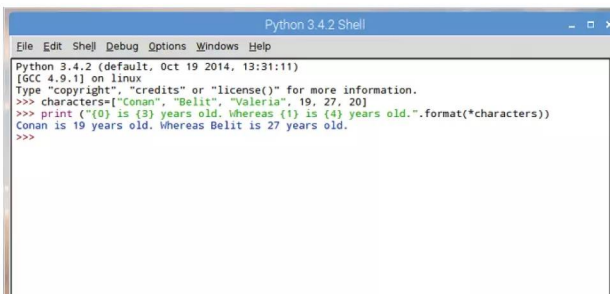 Python 3.4.2 Shell
File Edit Shell Debug Options Windows Help
Python 3.4.2 (default, Oct 19 2014, 13:31:11)
[GCC 4.9.1] on linux
Type "copyright", "credits" or "license()" for more information.
>>> characters=["Conan", "Belit", "Valeria", 19, 27, 20]
>>> print ("{0} is {3} years old. Whereas {1} is {4} years old.".format(*characters))
Conan is 19 years old. Whereas Belit is 27 years old.
>>>